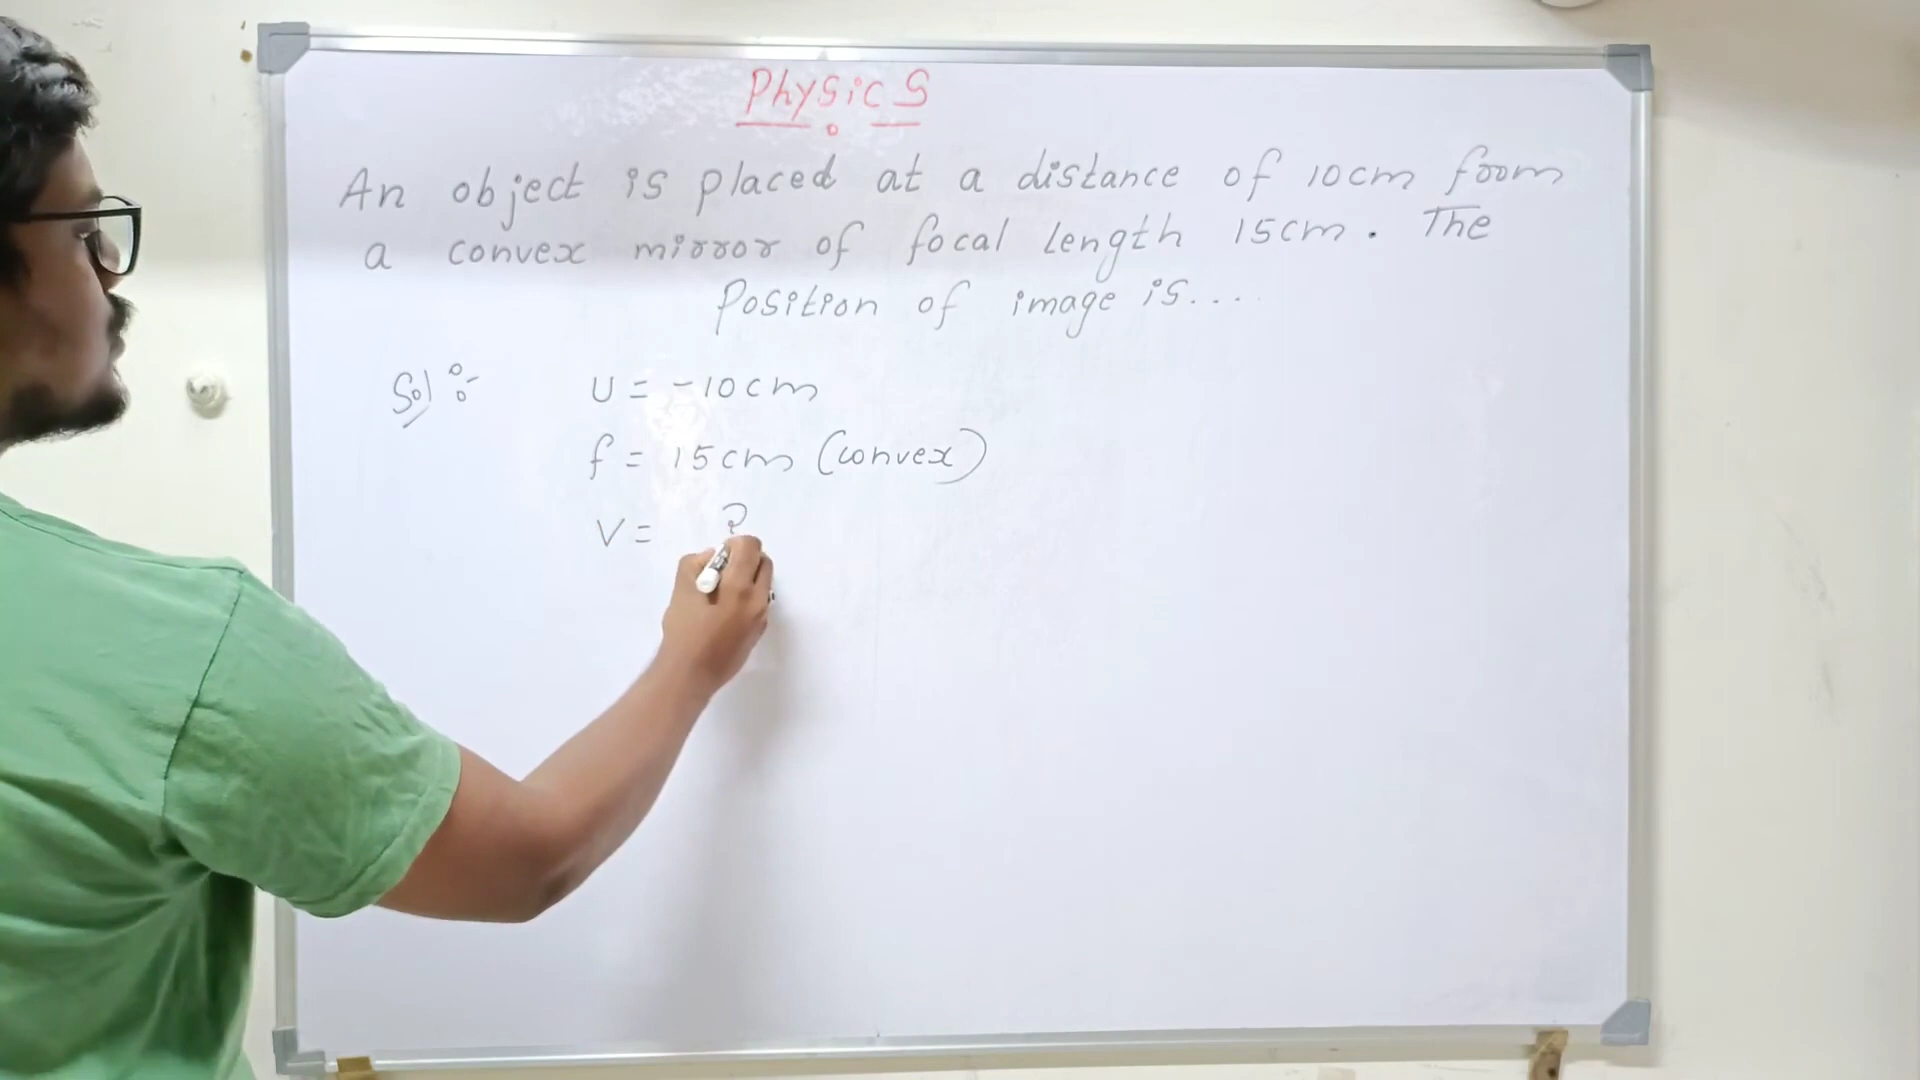 Physics
An object is placed at a distance of 10cm from
a convex mirror of focal length 15cm. The
Position of image is....
Sol :-
U = -10cm
f = 15cm (convex)
V = ?